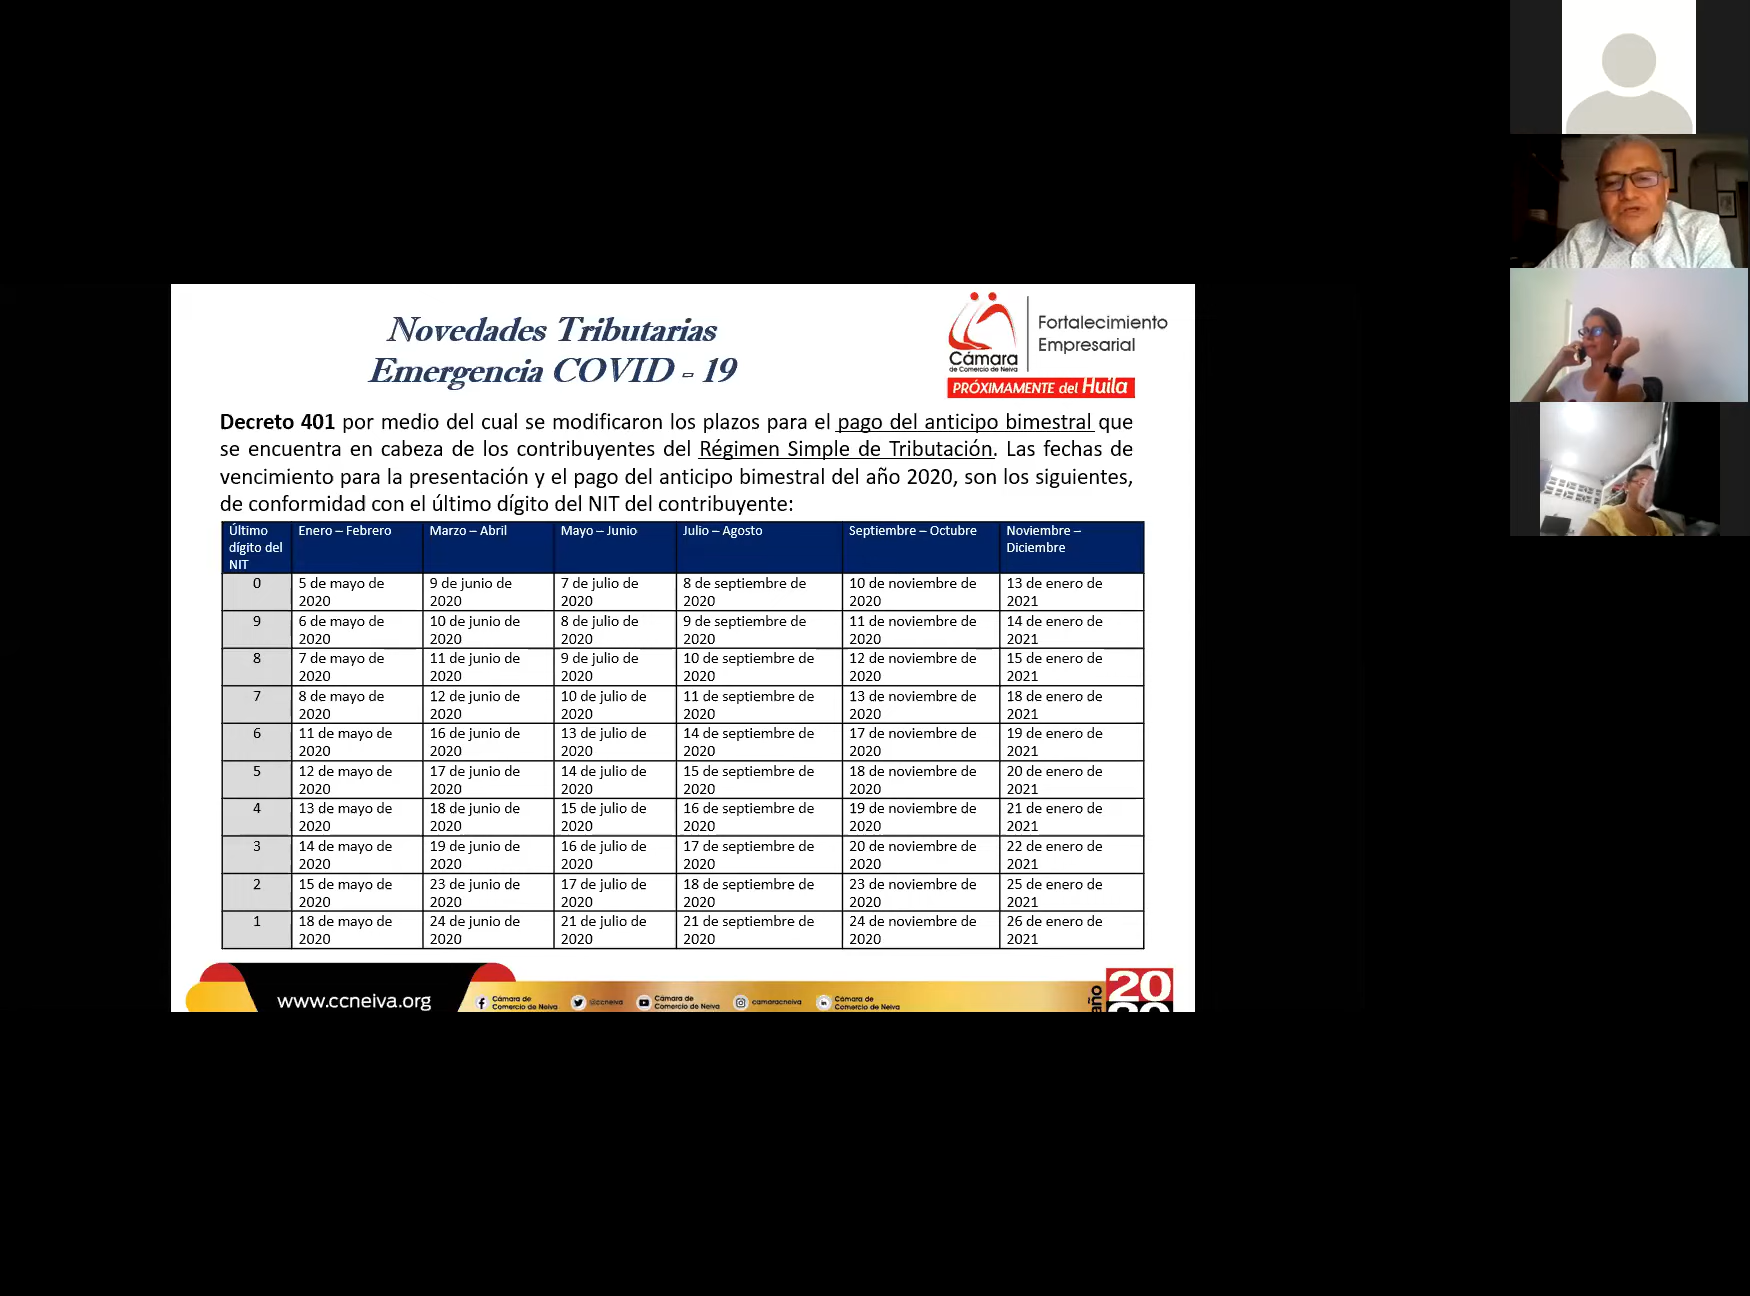 Novedades Tributarias
Emergencia COVID - 19
Cámara
de Comercio de Neiva
Fortalecimiento
Empresarial
PRÓXIMAMENTE del Huila
Decreto 401 por medio del cual se modificaron los plazos para el pago del anticipo bimestral que
se encuentra en cabeza de los contribuyentes del Régimen Simple de Tributación. Las fechas de
vencimiento para la presentación y el pago del anticipo bimestral del año 2020, son los siguientes,
de conformidad con el último dígito del NIT del contribuyente:
Último dígito del NIT Enero – Febrero Marzo – Abril Mayo – Junio Julio – Agosto Septiembre – Octubre Noviembre – Diciembre
0 5 de mayo de 2020 9 de junio de 2020 7 de julio de 2020 8 de septiembre de 2020 10 de noviembre de 2020 13 de enero de 2021
9 6 de mayo de 2020 10 de junio de 2020 8 de julio de 2020 9 de septiembre de 2020 11 de noviembre de 2020 14 de enero de 2021
8 7 de mayo de 2020 11 de junio de 2020 9 de julio de 2020 10 de septiembre de 2020 12 de noviembre de 2020 15 de enero de 2021
7 8 de mayo de 2020 12 de junio de 2020 10 de julio de 2020 11 de septiembre de 2020 13 de noviembre de 2020 18 de enero de 2021
6 11 de mayo de 2020 16 de junio de 2020 13 de julio de 2020 14 de septiembre de 2020 17 de noviembre de 2020 19 de enero de 2021
5 12 de mayo de 2020 17 de junio de 2020 14 de julio de 2020 15 de septiembre de 2020 18 de noviembre de 2020 20 de enero de 2021
4 13 de mayo de 2020 18 de junio de 2020 15 de julio de 2020 16 de septiembre de 2020 19 de noviembre de 2020 21 de enero de 2021
3 14 de mayo de 2020 19 de junio de 2020 16 de julio de 2020 17 de septiembre de 2020 20 de noviembre de 2020 22 de enero de 2021
2 15 de mayo de 2020 23 de junio de 2020 17 de julio de 2020 18 de septiembre de 2020 23 de noviembre de 2020 25 de enero de 2021
1 18 de mayo de 2020 24 de junio de 2020 21 de julio de 2020 21 de septiembre de 2020 24 de noviembre de 2020 26 de enero de 2021
www.ccneiva.org
Cámara de
Comercio de Neiva
@ccneiva
Cámara de
Comercio de Neiva
camaracneiva
Cámara de
Comercio de Neiva
año
20
20